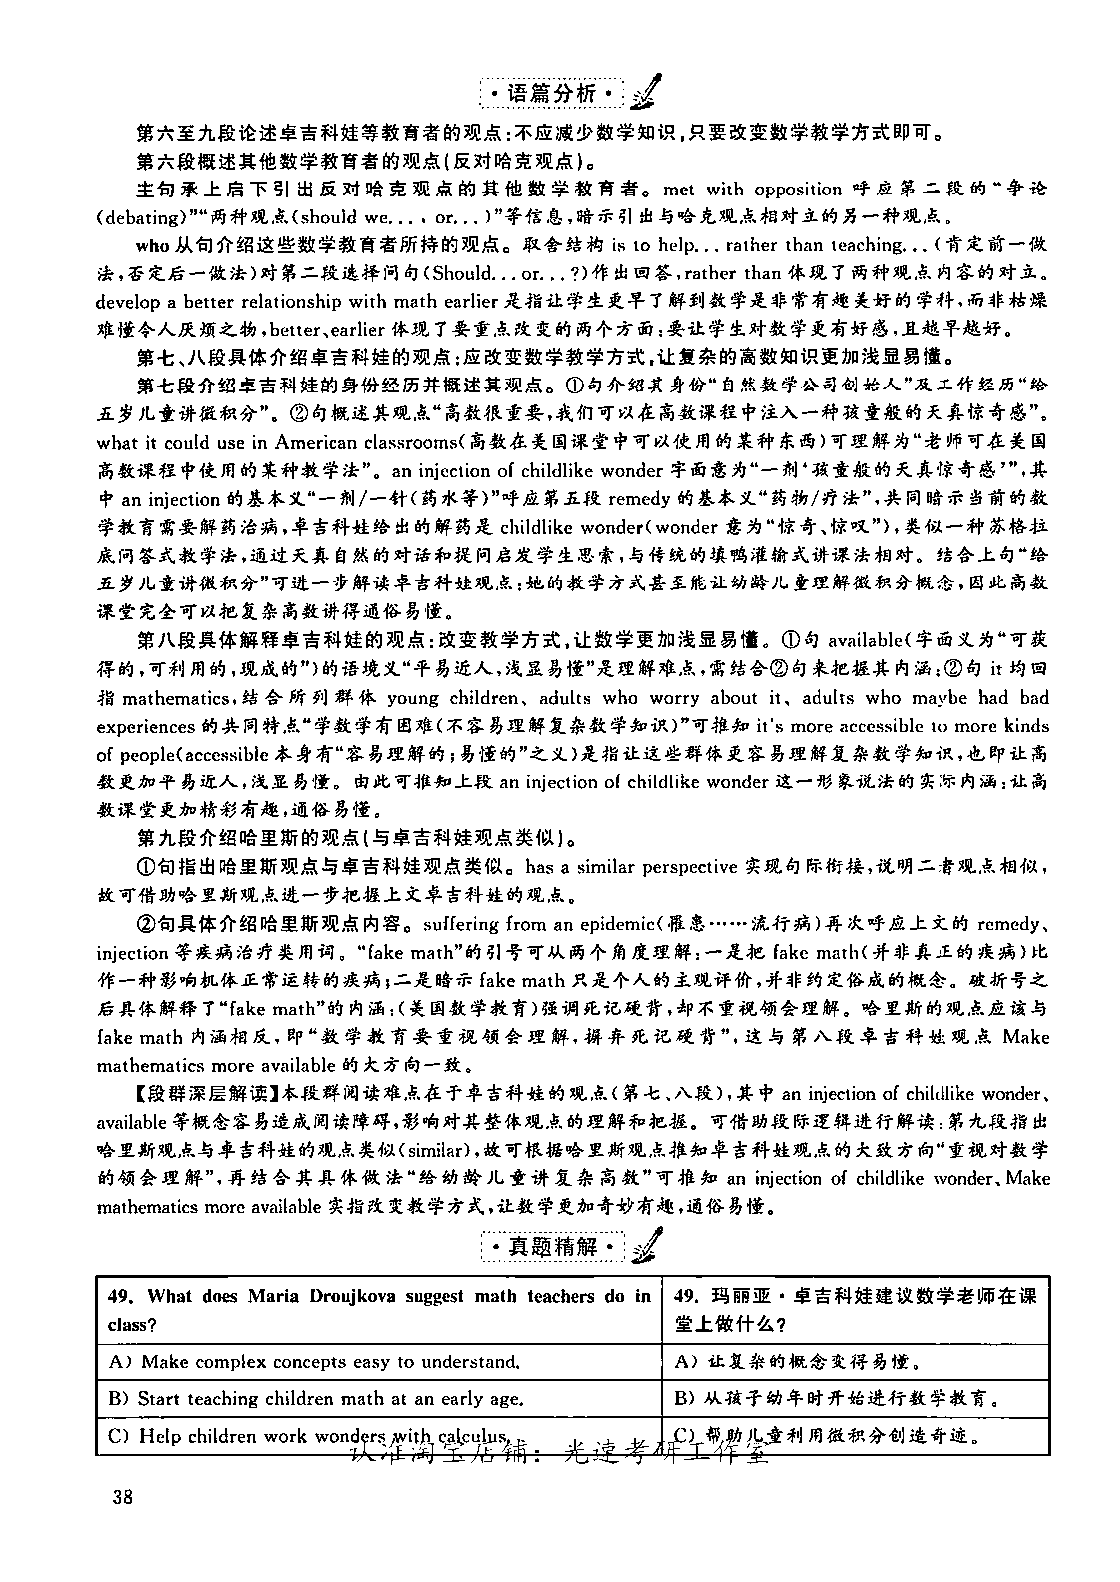 ·语篇分析·
第六至九段论述卓吉科娃等教育者的观点:不应减少数学知识,只要改变数学教学方式即可。
第六段概述其他数学教育者的观点(反对哈克观点)。
主句承上启下引出反对哈克观点的其他数学教育者。met with opposition 呼应第二段的“争论
(debating)”“两种观点(should we..., or...)”等信息,暗示引出与哈克观点相对立的另一种观点。
who 从句介绍这些数学教育者所持的观点。取舍结构 is to help... rather than teaching...(肯定前一做
法,否定后一做法)对第二段选择问句(Should...or...?)作出回答,rather than 体现了两种观点内容的对立。
develop a better relationship with math earlier 是指让学生更早了解到数学是非常有趣美好的学科,而非枯燥
难懂令人厌烦之物,better、earlier 体现了要重点改变的两个方面:要让学生对数学更有好感,且越早越好。
第七、八段具体介绍卓吉科娃的观点:应改变数学教学方式,让复杂的高数知识更加浅显易懂。
第七段介绍卓吉科娃的身份经历并概述其观点。①句介绍其身份“自然数学公司创始人”及工作经历“给
五岁儿童讲微积分”。②句概述其观点“高数很重要,我们可以在高数课程中注入一种孩童般的天真惊奇感”。
what it could use in American classrooms(高数在美国课堂中可以使用的某种东西)可理解为“老师可在美国
高数课程中使用的某种教学法”。an injection of childlike wonder 字面意为“一剂‘孩童般的天真惊奇感’”,其
中 an injection 的基本义“一剂/一针(药水等)”呼应第五段 remedy 的基本义“药物/疗法”,共同暗示当前的数
学教育需要解药治病,卓吉科娃给出的解药是 childlike wonder(wonder 意为“惊奇、惊叹”),类似一种苏格拉
底问答式教学法,通过天真自然的对话和提问启发学生思索,与传统的填鸭灌输式讲课法相对。结合上句“给
五岁儿童讲微积分”可进一步解读卓吉科娃观点:她的教学方式甚至能让幼龄儿童理解微积分概念,因此高数
课堂完全可以把复杂高数讲得通俗易懂。
第八段具体解释卓吉科娃的观点:改变教学方式,让数学更加浅显易懂。①句 available(字面义为“可获
得的,可利用的,现成的”)的语境义“平易近人,浅显易懂”是理解难点,需结合②句来把握其内涵;②句 it 均回
指 mathematics,结合所列群体 young children、adults who worry about it、adults who maybe had bad
experiences 的共同特点“学数学有困难(不容易理解复杂数学知识)”可推知 it's more accessible to more kinds
of people(accessible 本身有“容易理解的;易懂的”之义)是指让这些群体更容易理解复杂数学知识,也即让高
数更加平易近人,浅显易懂。由此可推知上段 an injection of childlike wonder 这一形象说法的实际内涵:让高
数课堂更加精彩有趣,通俗易懂。
第九段介绍哈里斯的观点(与卓吉科娃观点类似)。
①句指出哈里斯观点与卓吉科娃观点类似。has a similar perspective 实现句际衔接,说明二者观点相似,
故可借助哈里斯观点进一步把握上文卓吉科娃的观点。
②句具体介绍哈里斯观点内容。suffering from an epidemic(罹患……流行病)再次呼应上文的 remedy、
injection 等疾病治疗类用词。“fake math”的引号可从两个角度理解:一是把 fake math(并非真正的疾病)比
作一种影响机体正常运转的疾病;二是暗示 fake math 只是个人的主观评价,并非约定俗成的概念。破折号之
后具体解释了“fake math”的内涵:(美国数学教育)强调死记硬背,却不重视领会理解。哈里斯的观点应该与
fake math 内涵相反,即“数学教育要重视领会理解,摒弃死记硬背”,这与第八段卓吉科娃观点 Make
mathematics more available 的大方向一致。
【段群深层解读】本段群阅读难点在于卓吉科娃的观点(第七、八段),其中 an injection of childlike wonder、
available 等概念容易造成阅读障碍,影响对其整体观点的理解和把握。可借助段际逻辑进行解读:第九段指出
哈里斯观点与卓吉科娃的观点类似(similar),故可根据哈里斯观点推知卓吉科娃观点的大致方向“重视对数学
的领会理解”,再结合其具体做法“给幼龄儿童讲复杂高数”可推知 an injection of childlike wonder、Make
mathematics more available 实指改变教学方式,让数学更加奇妙有趣,通俗易懂。
·真题精解·
49. What does Maria Droujkova suggest math teachers do in
class?
49. 玛丽亚·卓吉科娃建议数学老师在课
堂上做什么?
A) Make complex concepts easy to understand.
A) 让复杂的概念变得易懂。
B) Start teaching children math at an early age.
B) 从孩子幼年时开始进行数学教育。
C) Help children work wonders with calculus.
C) 帮助儿童利用微积分创造奇迹。
认准淘宝店铺:光速考研工作室
38